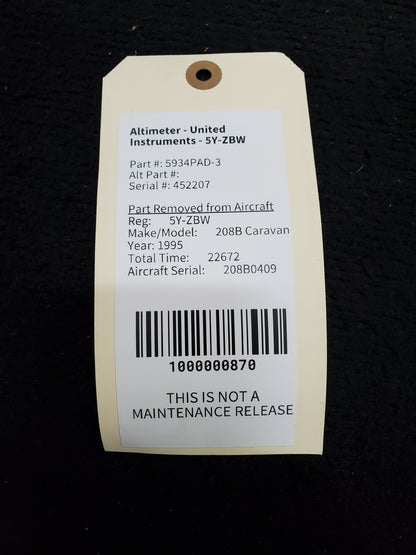 Altimeter - United
Instruments - 5Y-ZBW
Part #: 5934PAD-3
Alt Part #:
Serial #: 452207
Part Removed from Aircraft
Reg: 5Y-ZBW
Make/Model: 208B Caravan
Year: 1995
Total Time: 22672
Aircraft Serial: 208B0409
1000000870
THIS IS NOT A
MAINTENANCE RELEASE